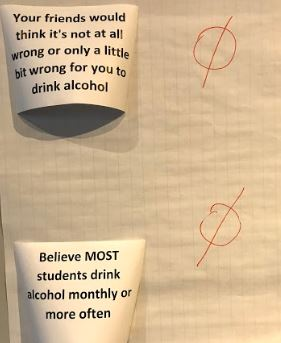 Your friends would
think it's not at all
wrong or only a little
bit wrong for you to
drink alcohol
Ø
Believe MOST
students drink
alcohol monthly or
more often
Ø